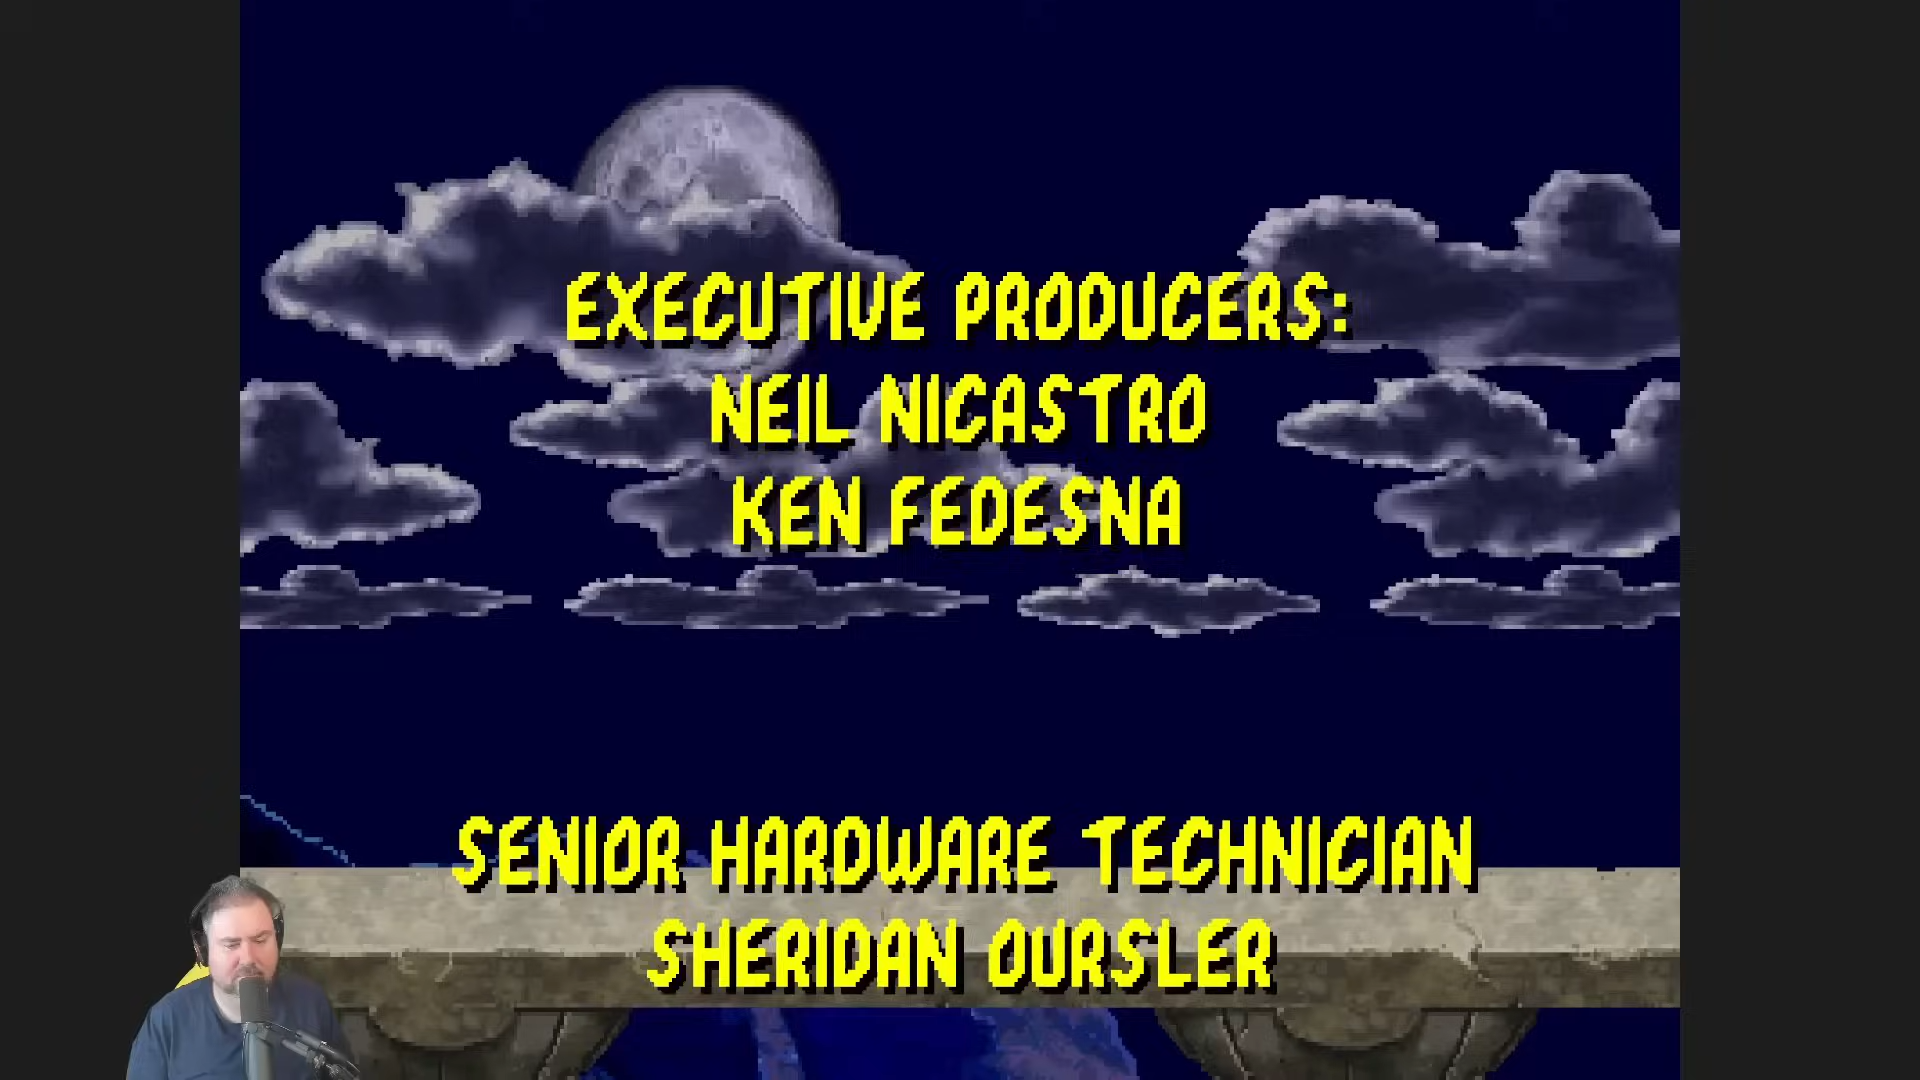 EXECUTIVE PRODUCERS:
NEIL NICASTRO
KEN FEDESNA
SENIOR HARDWARE TECHNICIAN
SHERIDAN OURSLER